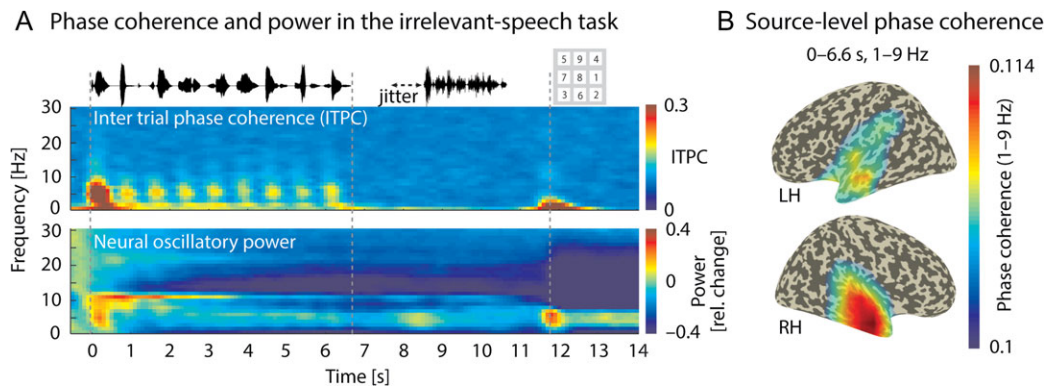 A Phase coherence and power in the irrelevant-speech task
jitter
5 9 4
7 8 1
3 6 2
Inter trial phase coherence (ITPC)
30
20
10
0
0.3
ITPC
0
Frequency [Hz]
Neural oscillatory power
30
20
10
0
0.4
0
−0.4
Power
[rel. change]
0 1 2 3 4 5 6 7 8 9 10 11 12 13 14
Time [s]
B Source-level phase coherence
0–6.6 s, 1–9 Hz
LH
RH
0.114
Phase coherence (1–9 Hz)
0.1